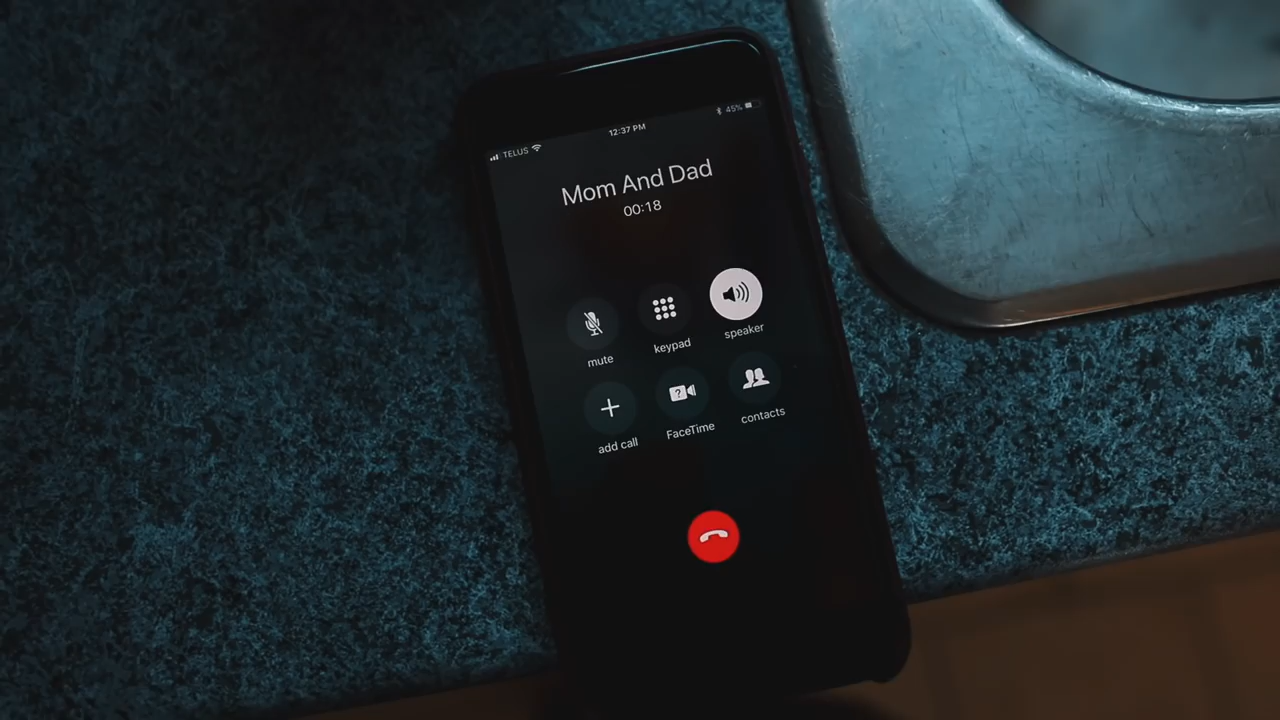 TELUS 12:37 PM 45%
Mom And Dad
00:18
mute keypad speaker
add call FaceTime contacts